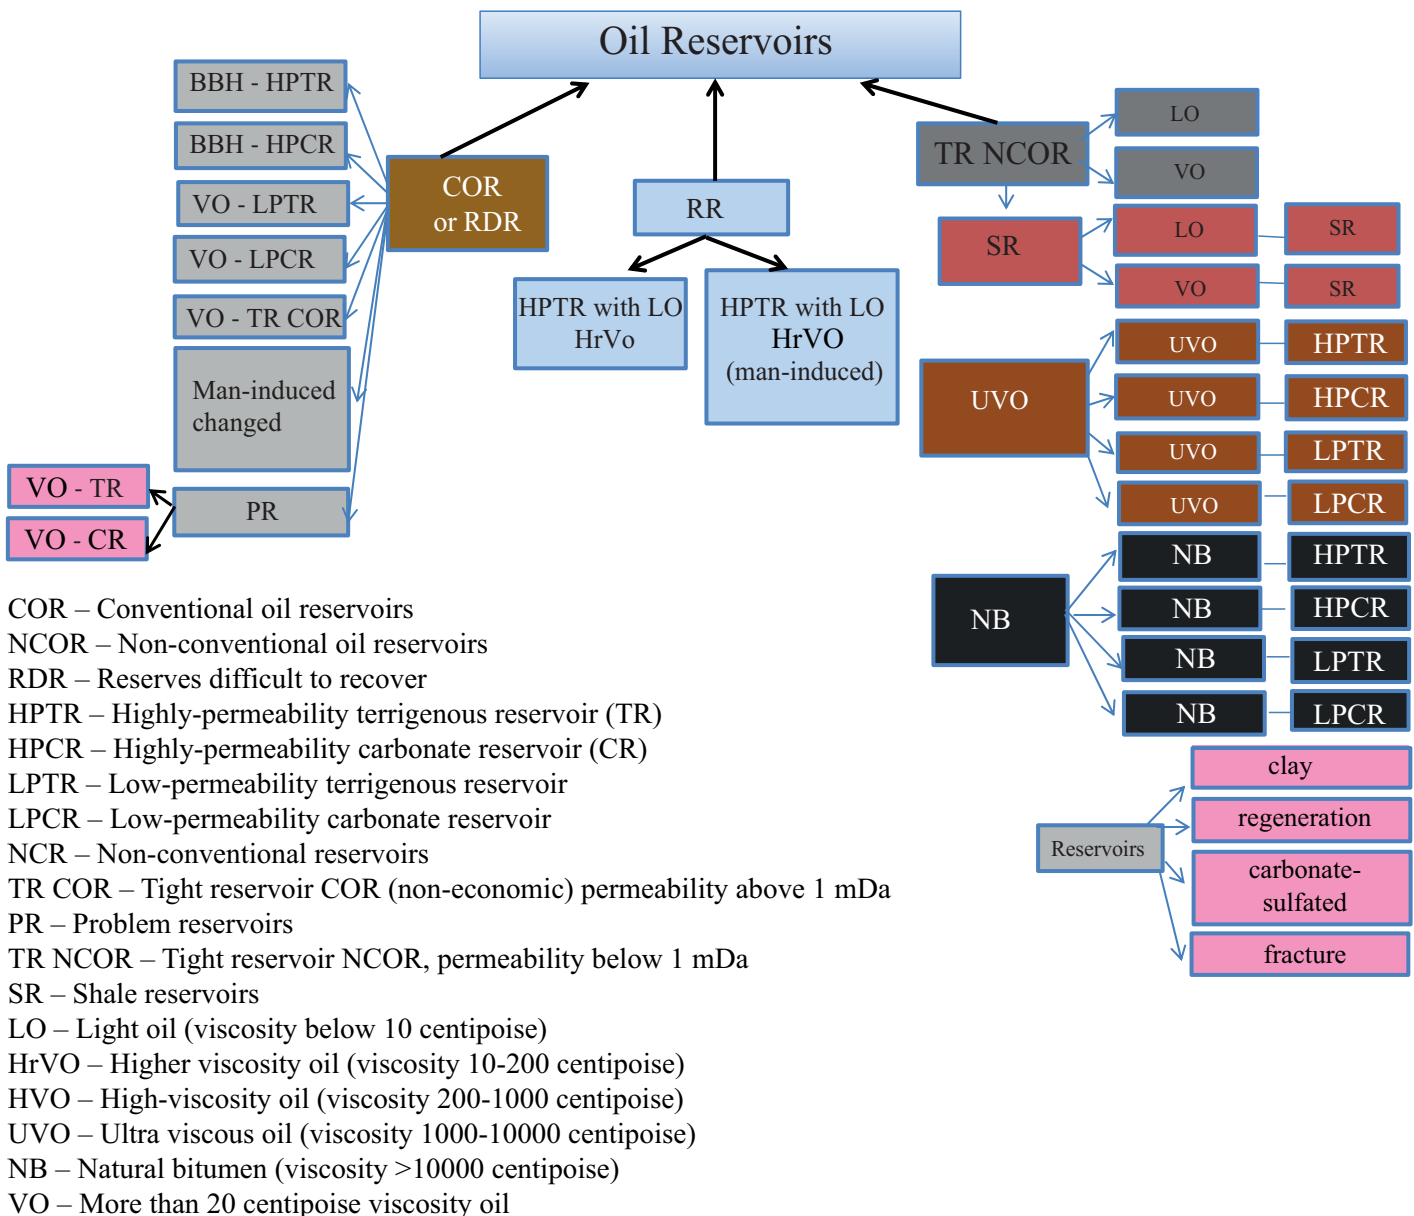 Oil Reservoirs
BBH - HPTR
BBH - HPCR
VO - LPTR
VO - LPCR
VO - TR COR
Man-induced
changed
PR
VO - TR
VO - CR
COR
or RDR
RR
HPTR with LO
HrVo
HPTR with LO
HrVO
(man-induced)
TR NCOR
LO
VO
SR
LO
SR
VO
SR
UVO
UVO
HPTR
UVO
HPCR
UVO
LPTR
UVO
LPCR
NB
NB
HPTR
NB
HPCR
NB
LPTR
NB
LPCR
Reservoirs
clay
regeneration
carbonate-
sulfated
fracture
COR – Conventional oil reservoirs
NCOR – Non-conventional oil reservoirs
RDR – Reserves difficult to recover
HPTR – Highly-permeability terrigenous reservoir (TR)
HPCR – Highly-permeability carbonate reservoir (CR)
LPTR – Low-permeability terrigenous reservoir
LPCR – Low-permeability carbonate reservoir
NCR – Non-conventional reservoirs
TR COR – Tight reservoir COR (non-economic) permeability above 1 mDa
PR – Problem reservoirs
TR NCOR – Tight reservoir NCOR, permeability below 1 mDa
SR – Shale reservoirs
LO – Light oil (viscosity below 10 centipoise)
HrVO – Higher viscosity oil (viscosity 10-200 centipoise)
HVO – High-viscosity oil (viscosity 200-1000 centipoise)
UVO – Ultra viscous oil (viscosity 1000-10000 centipoise)
NB – Natural bitumen (viscosity >10000 centipoise)
VO – More than 20 centipoise viscosity oil